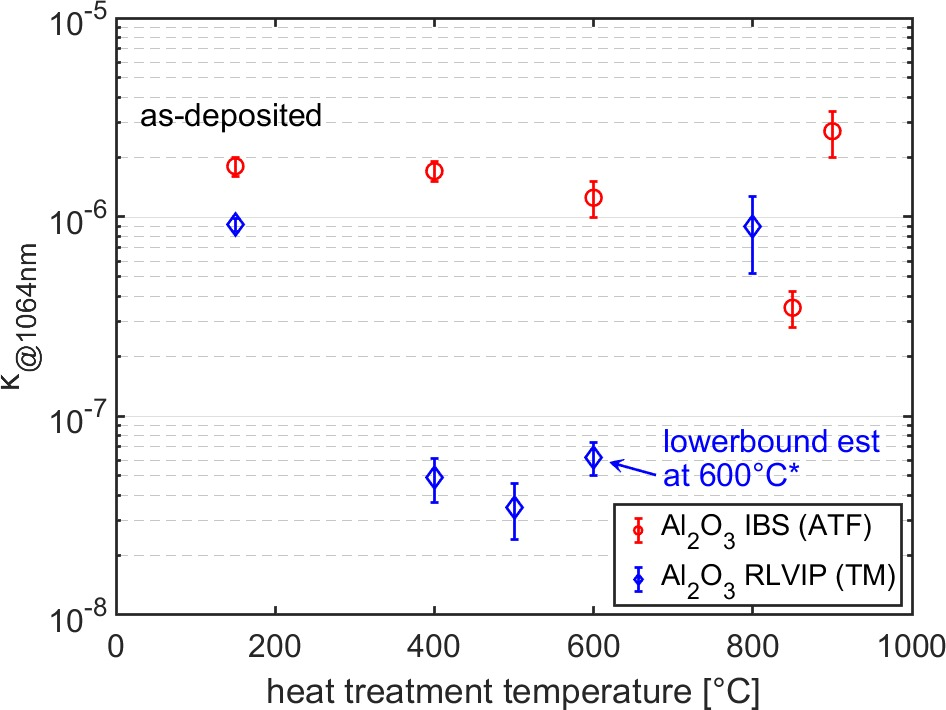 10⁻⁵
as-deposited
10⁻⁶
κ@1064nm
10⁻⁷
lowerbound est
at 600°C*
Al₂O₃ IBS (ATF)
Al₂O₃ RLVIP (TM)
10⁻⁸
0 200 400 600 800 1000
heat treatment temperature [°C]